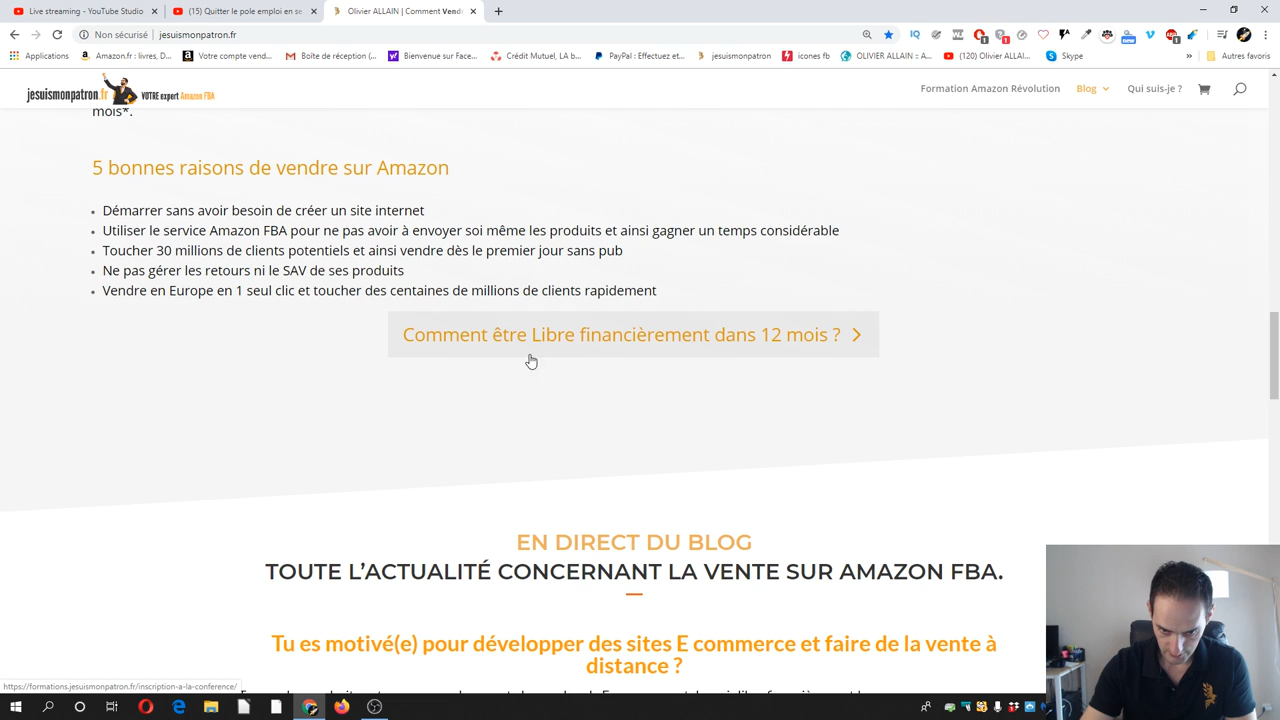 Live streaming - YouTube Studio
(15) Quitter le pole emploi en se
Olivier ALLAIN | Comment Vend
Non sécurisé | jesuismonpatron.fr
Applications
Amazon.fr : livres, D...
Votre compte vend...
Boîte de réception (...
Bienvenue sur Face...
Crédit Mutuel, LA b...
PayPal : Effectuez et...
jesuismonpatron
icones fb
OLIVIER ALLAIN :: A...
(120) Olivier ALLAI...
Skype
Autres favoris
jesuismonpatron.fr
VOTRE expert Amazon FBA
Formation Amazon Révolution
Blog
Qui suis-je ?
mois*.
5 bonnes raisons de vendre sur Amazon
Démarrer sans avoir besoin de créer un site internet
Utiliser le service Amazon FBA pour ne pas avoir à envoyer soi même les produits et ainsi gagner un temps considérable
Toucher 30 millions de clients potentiels et ainsi vendre dès le premier jour sans pub
Ne pas gérer les retours ni le SAV de ses produits
Vendre en Europe en 1 seul clic et toucher des centaines de millions de clients rapidement
Comment être Libre financièrement dans 12 mois ?
EN DIRECT DU BLOG
TOUTE L'ACTUALITÉ CONCERNANT LA VENTE SUR AMAZON FBA.
Tu es motivé(e) pour développer des sites E commerce et faire de la vente à
distance ?
https://formations.jesuismonpatron.fr/inscription-a-la-conference/